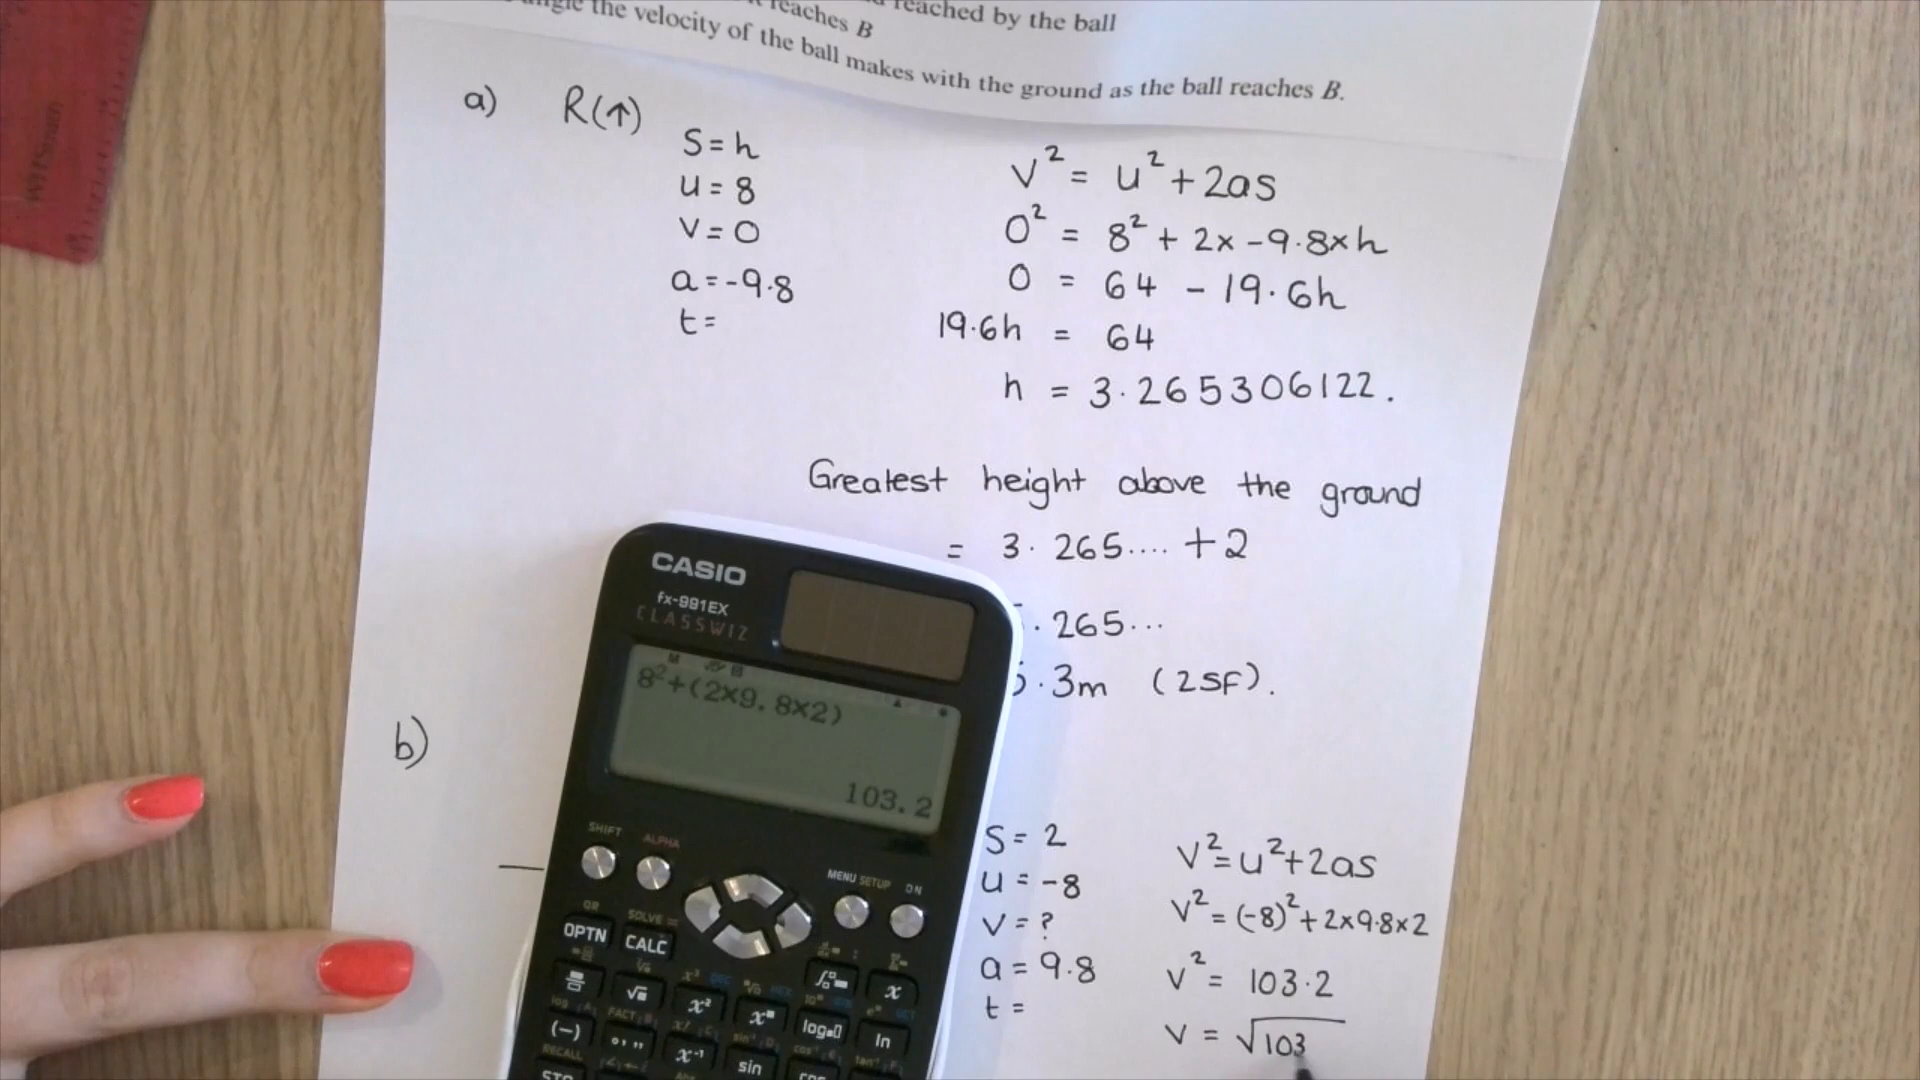 reached by the ball
reaches B
the velocity of the ball makes with the ground as the ball reaches B.
a) R(↑)
s = h
u = 8
v = 0
a = -9.8
t =
v² = u² + 2as
0² = 8² + 2x -9.8xh
0 = 64 - 19.6h
19.6h = 64
h = 3.265306122.
Greatest height above the ground
= 3.265.... + 2
.265...
.3m (2SF).
CASIO
fx-991EX
CLASSWIZ
8²+(2×9.8×2)
103.2
SHIFT ALPHA MENU SETUP ON
OPTN CALC
SOLVE =
x
(−) x² log ln
x⁻¹ sin
RECALL
b)
s = 2
u = -8
v = ?
a = 9.8
t =
v² = u² + 2as
v² = (-8)² + 2x9.8x2
v² = 103.2
v = √103